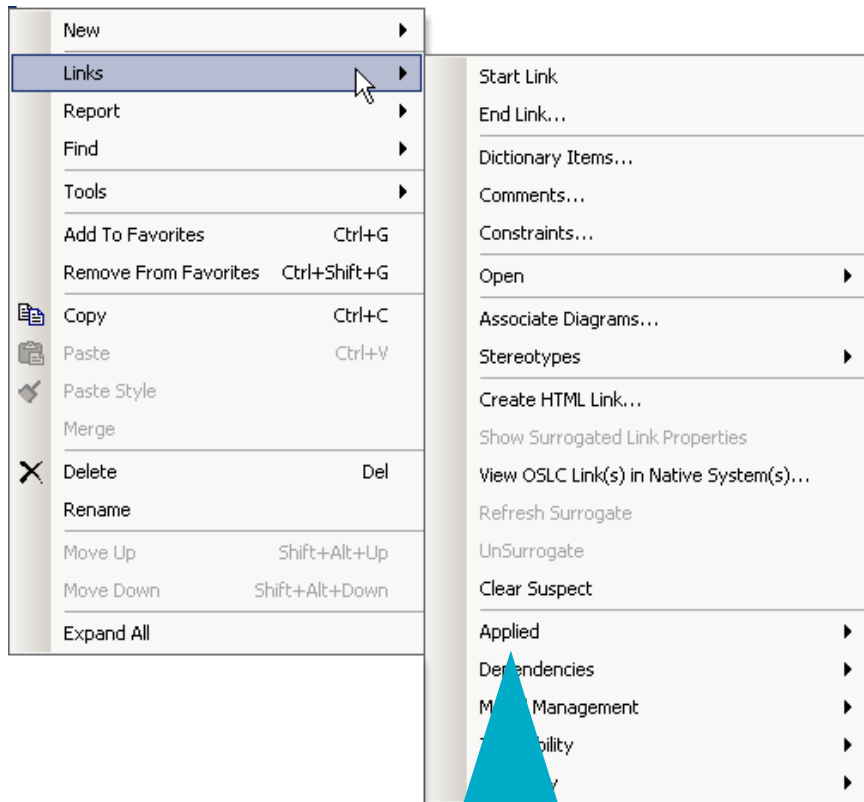 New
Links
Report
Find
Tools
Add To Favorites Ctrl+G
Remove From Favorites Ctrl+Shift+G
Copy Ctrl+C
Paste Ctrl+V
Paste Style
Merge
Delete Del
Rename
Move Up Shift+Alt+Up
Move Down Shift+Alt+Down
Expand All
Start Link
End Link...
Dictionary Items...
Comments...
Constraints...
Open
Associate Diagrams...
Stereotypes
Create HTML Link...
Show Surrogated Link Properties
View OSLC Link(s) in Native System(s)...
Refresh Surrogate
UnSurrogate
Clear Suspect
Applied
Dependencies
Management